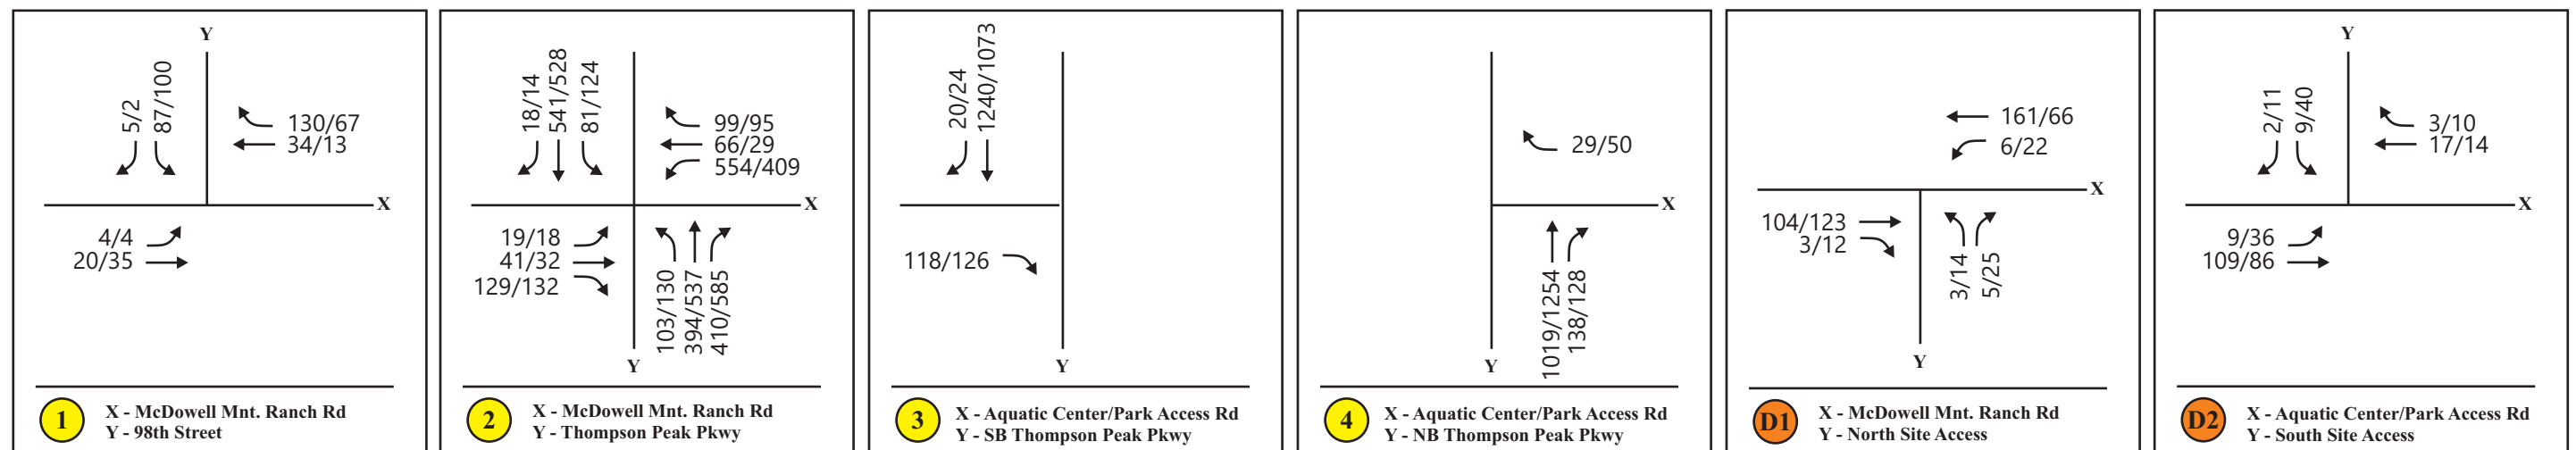 Y
5/2
87/100
130/67
34/13
X
4/4
20/35
1
X - McDowell Mnt. Ranch Rd
Y - 98th Street
18/14
541/528
81/124
99/95
66/29
554/409
X
19/18
41/32
129/132
103/130
394/537
410/585
Y
2
X - McDowell Mnt. Ranch Rd
Y - Thompson Peak Pkwy
20/24
1240/1073
118/126
Y
3
X - Aquatic Center/Park Access Rd
Y - SB Thompson Peak Pkwy
29/50
X
1019/1254
138/128
Y
4
X - Aquatic Center/Park Access Rd
Y - NB Thompson Peak Pkwy
161/66
6/22
X
104/123
3/12
3/14
5/25
Y
D1
X - McDowell Mnt. Ranch Rd
Y - North Site Access
Y
2/11
9/40
3/10
17/14
X
9/36
109/86
D2
X - Aquatic Center/Park Access Rd
Y - South Site Access